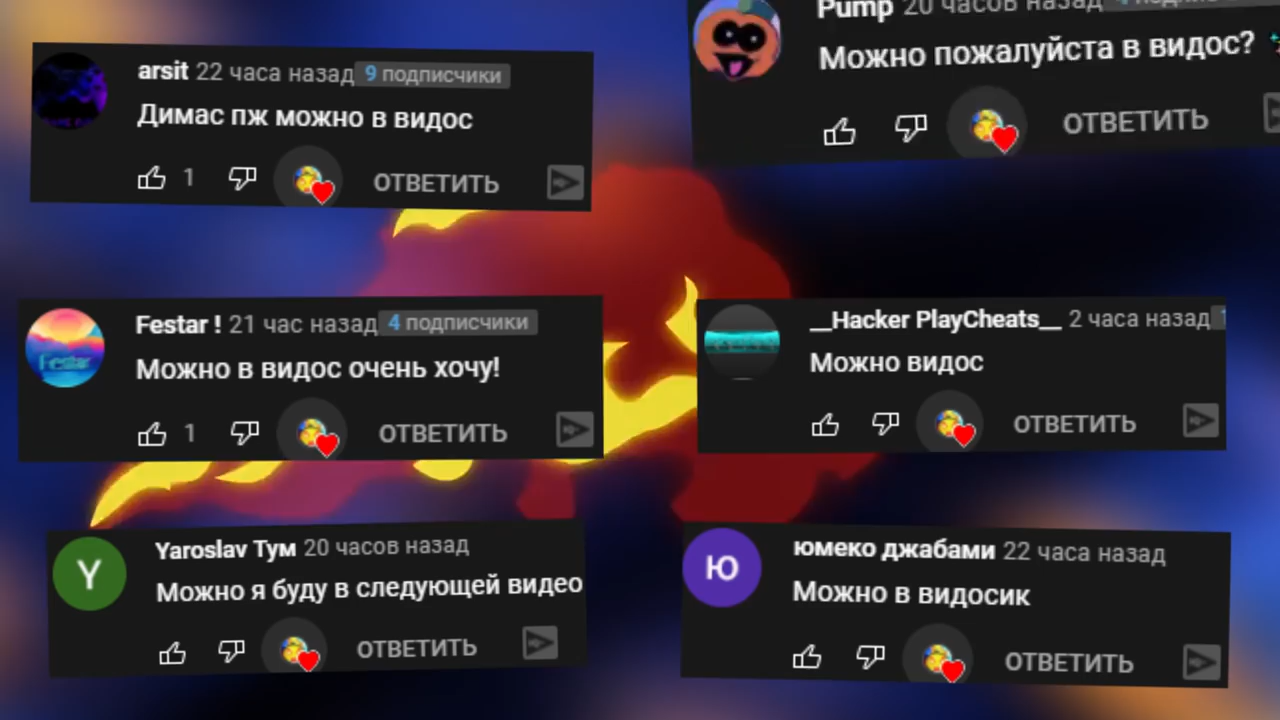 arsit 22 часа назад 9 подписчики
Димас пж можно в видос
1 ОТВЕТИТЬ
Pump 20 часов назад 4
Можно пожалуйста в видос?
ОТВЕТИТЬ
Festar ! 21 час назад 4 подписчики
Можно в видос очень хочу!
1 ОТВЕТИТЬ
Festar
__Hacker PlayCheats__ 2 часа назад
Можно видос
ОТВЕТИТЬ
Y
Yaroslav Тум 20 часов назад
Можно я буду в следующей видео
ОТВЕТИТЬ
Ю
юмеко джабами 22 часа назад
Можно в видосик
ОТВЕТИТЬ